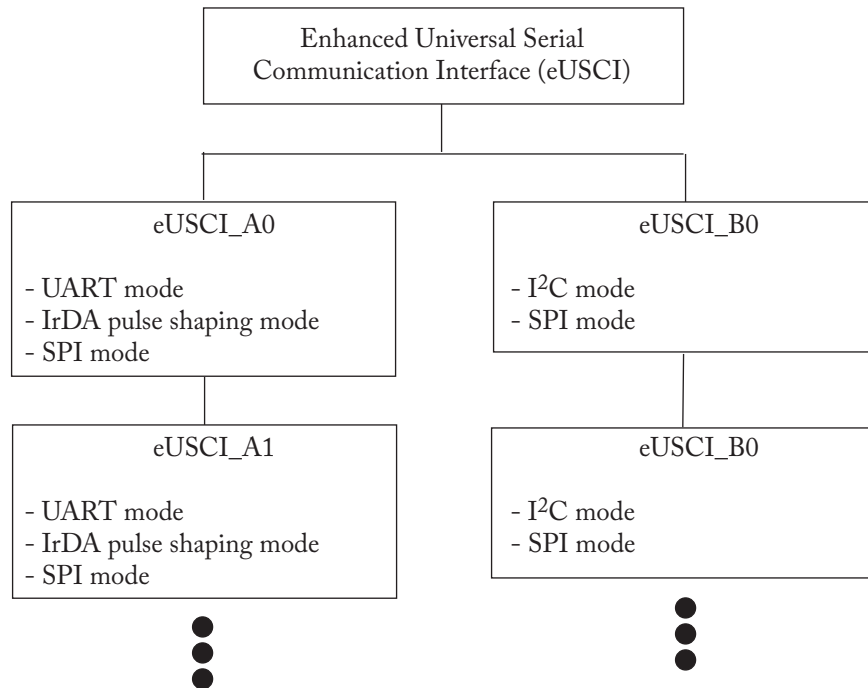 Enhanced Universal Serial
Communication Interface (eUSCI)
eUSCI_A0
- UART mode
- IrDA pulse shaping mode
- SPI mode
eUSCI_B0
- I²C mode
- SPI mode
eUSCI_A1
- UART mode
- IrDA pulse shaping mode
- SPI mode
eUSCI_B0
- I²C mode
- SPI mode